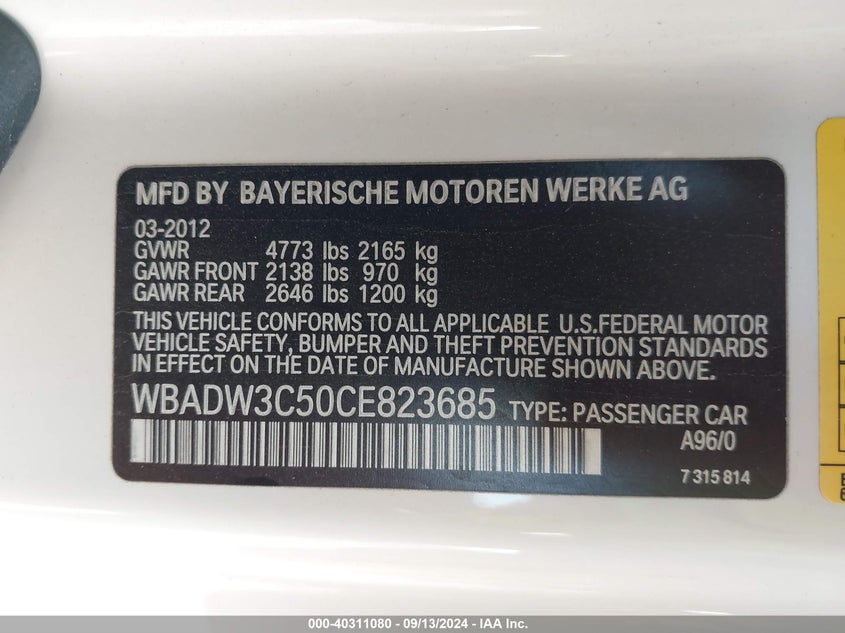 MFD BY BAYERISCHE MOTOREN WERKE AG
03-2012
GVWR 4773 lbs 2165 kg
GAWR FRONT 2138 lbs 970 kg
GAWR REAR 2646 lbs 1200 kg
THIS VEHICLE CONFORMS TO ALL APPLICABLE U.S.FEDERAL MOTOR
VEHICLE SAFETY, BUMPER AND THEFT PREVENTION STANDARDS
IN EFFECT ON THE DATE OF MANUFACTURE SHOWN ABOVE.
WBADW3C50CE823685 TYPE: PASSENGER CAR
A96/0
7 315 814
000-40311080 - 09/13/2024 - IAA Inc.